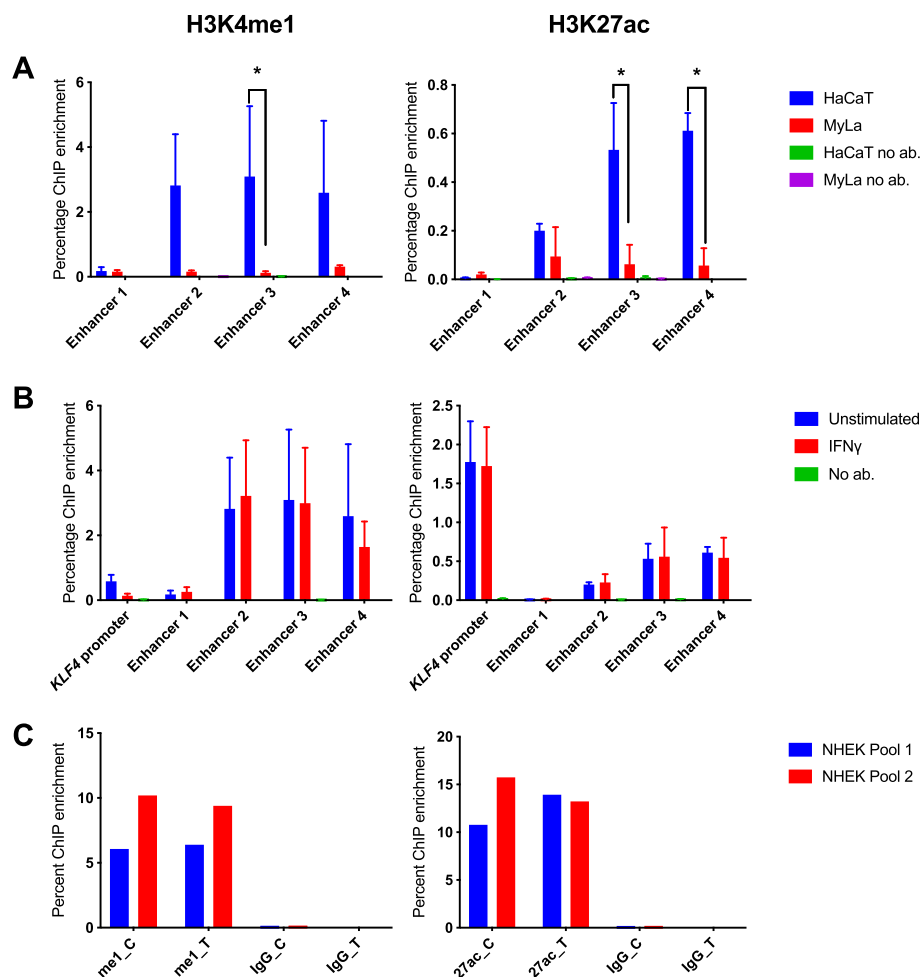 H3K4me1
H3K27ac
A
Percentage ChIP enrichment
6
4
2
0
*
Enhancer 1
Enhancer 2
Enhancer 3
Enhancer 4
Percentage ChIP enrichment
0.8
0.6
0.4
0.2
0.0
*
*
Enhancer 1
Enhancer 2
Enhancer 3
Enhancer 4
HaCaT
MyLa
HaCaT no ab.
MyLa no ab.
B
Percentage ChIP enrichment
6
4
2
0
KLF4 promoter
Enhancer 1
Enhancer 2
Enhancer 3
Enhancer 4
Percentage ChIP enrichment
2.5
2.0
1.5
1.0
0.5
0.0
KLF4 promoter
Enhancer 1
Enhancer 2
Enhancer 3
Enhancer 4
Unstimulated
IFNγ
No ab.
C
Percent ChIP enrichment
15
10
5
0
me1_C
me1_T
IgG_C
IgG_T
Percent ChIP enrichment
20
15
10
5
0
27ac_C
27ac_T
IgG_C
IgG_T
NHEK Pool 1
NHEK Pool 2